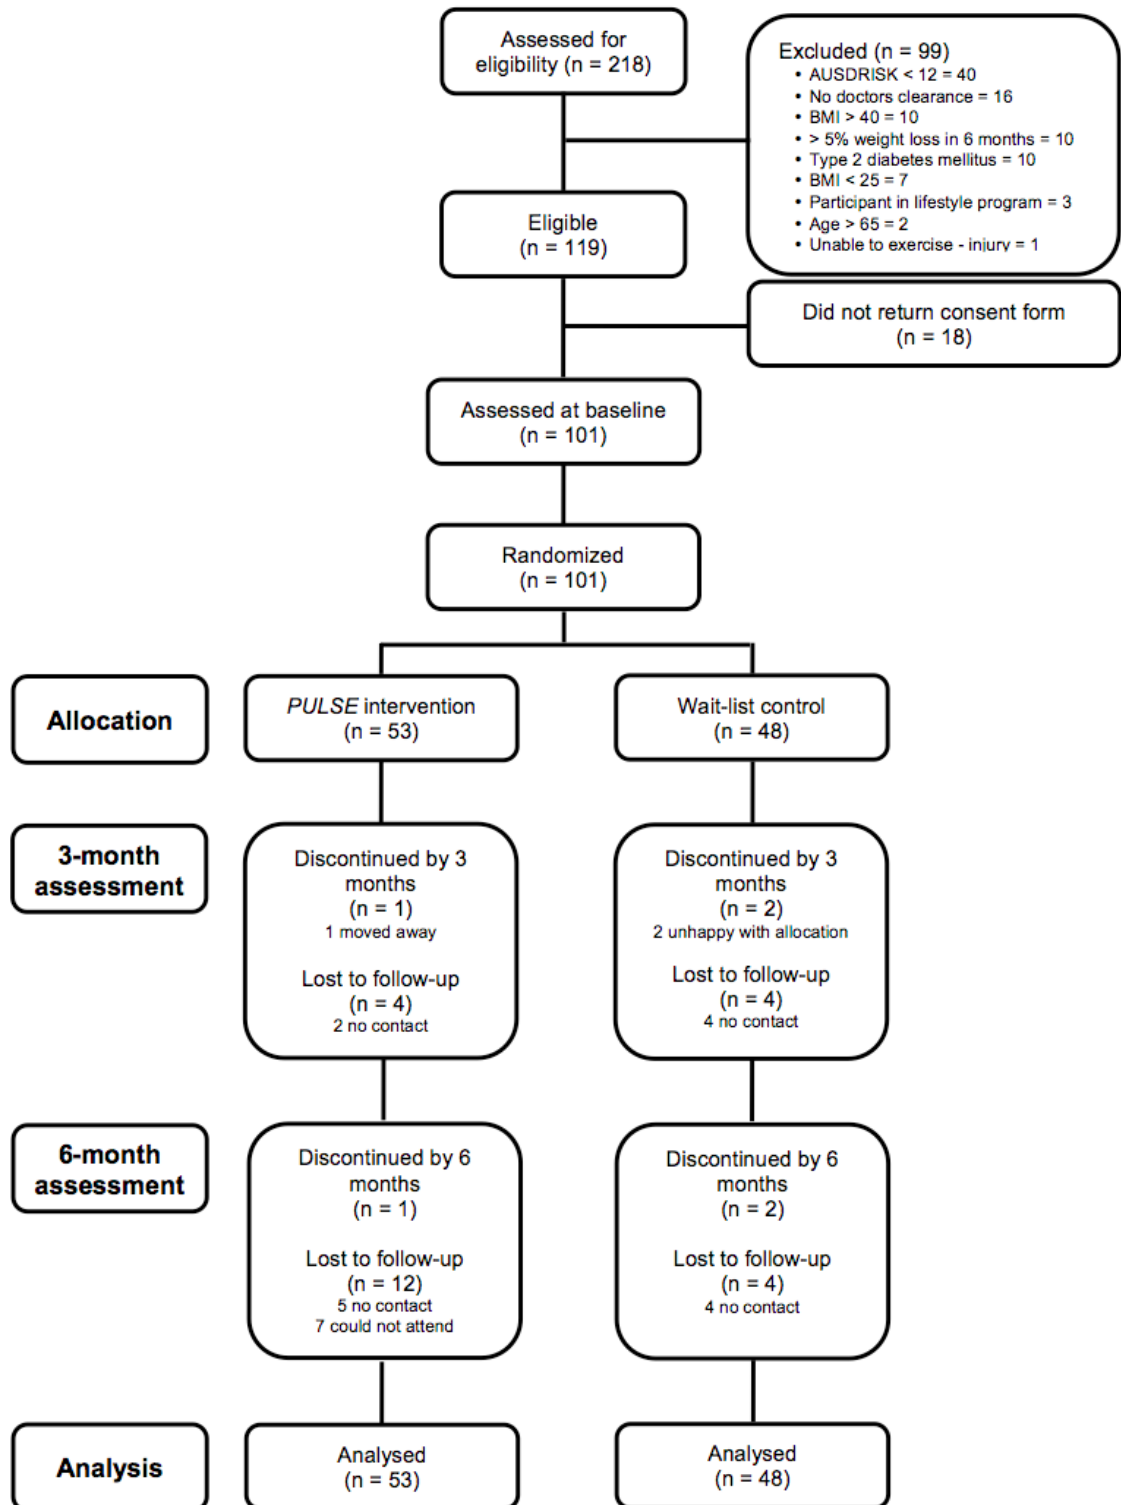 Assessed for
eligibility (n = 218)
Excluded (n = 99)
• AUSDRISK < 12 = 40
• No doctors clearance = 16
• BMI > 40 = 10
• > 5% weight loss in 6 months = 10
• Type 2 diabetes mellitus = 10
• BMI < 25 = 7
• Participant in lifestyle program = 3
• Age > 65 = 2
• Unable to exercise - injury = 1
Eligible
(n = 119)
Did not return consent form
(n = 18)
Assessed at baseline
(n = 101)
Randomized
(n = 101)
Allocation
PULSE intervention
(n = 53)
Wait-list control
(n = 48)
3-month
assessment
Discontinued by 3
months
(n = 1)
1 moved away
Lost to follow-up
(n = 4)
2 no contact
Discontinued by 3
months
(n = 2)
2 unhappy with allocation
Lost to follow-up
(n = 4)
4 no contact
6-month
assessment
Discontinued by 6
months
(n = 1)
Lost to follow-up
(n = 12)
5 no contact
7 could not attend
Discontinued by 6
months
(n = 2)
Lost to follow-up
(n = 4)
4 no contact
Analysis
Analysed
(n = 53)
Analysed
(n = 48)